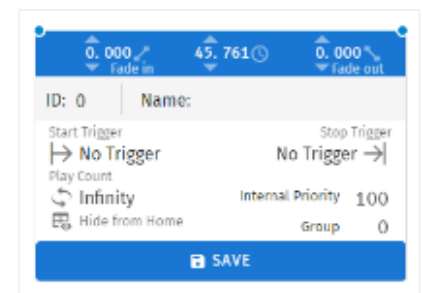 0. 000 45. 761 0. 000
Fade in Fade out
ID: 0 Name:
Start Trigger Stop Trigger
No Trigger No Trigger
Play Count
Infinity Internal Priority 100
Hide from Home Group 0
SAVE